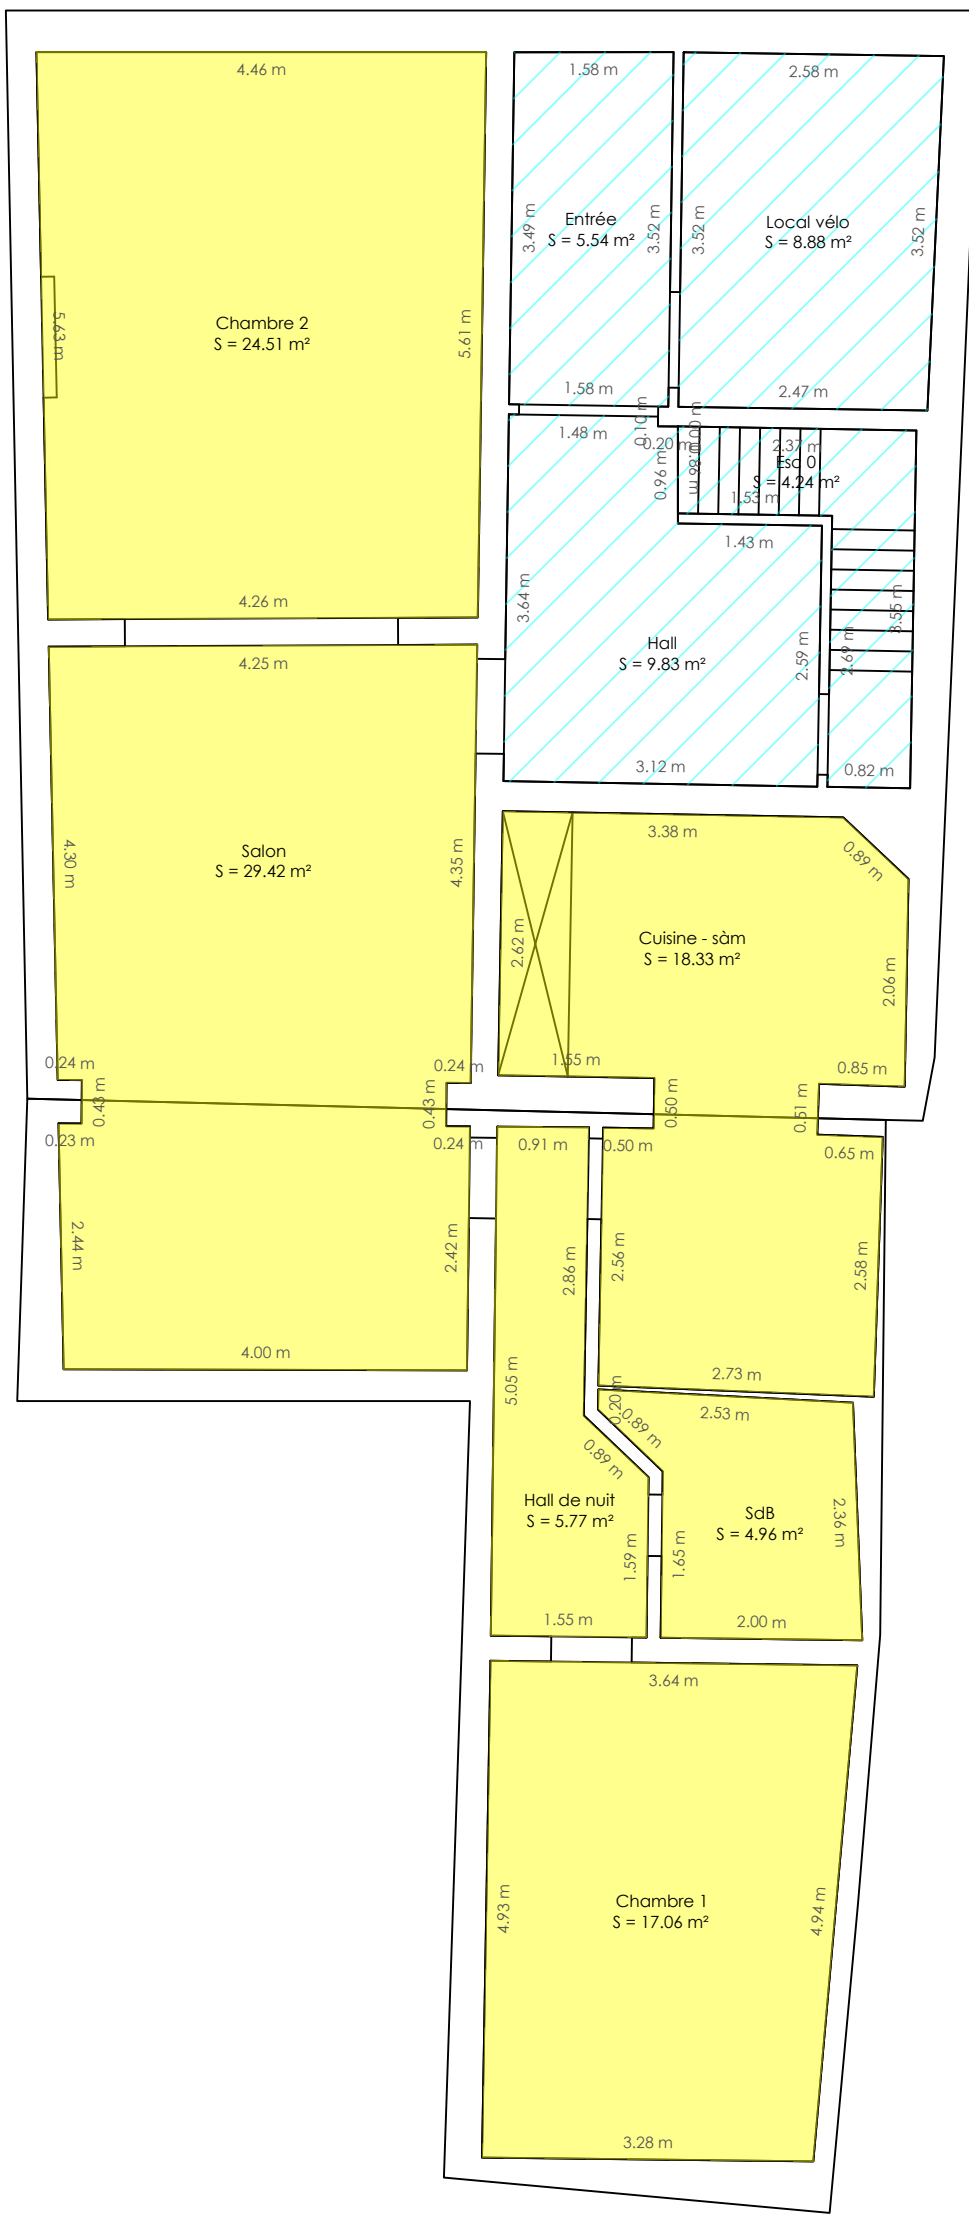 4.46 m
1.58 m
2.58 m
3.49 m
Entrée
S = 5.54 m²
3.52 m
3.52 m
Local vélo
S = 8.88 m²
3.52 m
5.63 m
Chambre 2
S = 24.51 m²
5.61 m
1.58 m
2.47 m
0.10 m
1.48 m
0.20 m
0.96 m
0.86 m
0.00 m
2.37 m
Esc 0
S = 4.24 m²
1.53 m
1.43 m
4.26 m
3.64 m
3.55 m
Hall
S = 9.83 m²
2.59 m
2.69 m
4.25 m
3.12 m
0.82 m
4.30 m
Salon
S = 29.42 m²
4.35 m
3.38 m
0.89 m
2.62 m
Cuisine - sàm
S = 18.33 m²
2.06 m
0.24 m
0.24 m
1.55 m
0.85 m
0.43 m
0.43 m
0.50 m
0.51 m
0.23 m
0.24 m
0.91 m
0.50 m
0.65 m
2.44 m
2.42 m
2.86 m
2.56 m
2.58 m
4.00 m
5.05 m
2.73 m
0.20 m
0.89 m
2.53 m
0.89 m
Hall de nuit
S = 5.77 m²
1.59 m
1.65 m
SdB
S = 4.96 m²
2.36 m
1.55 m
2.00 m
3.64 m
4.93 m
Chambre 1
S = 17.06 m²
4.94 m
3.28 m